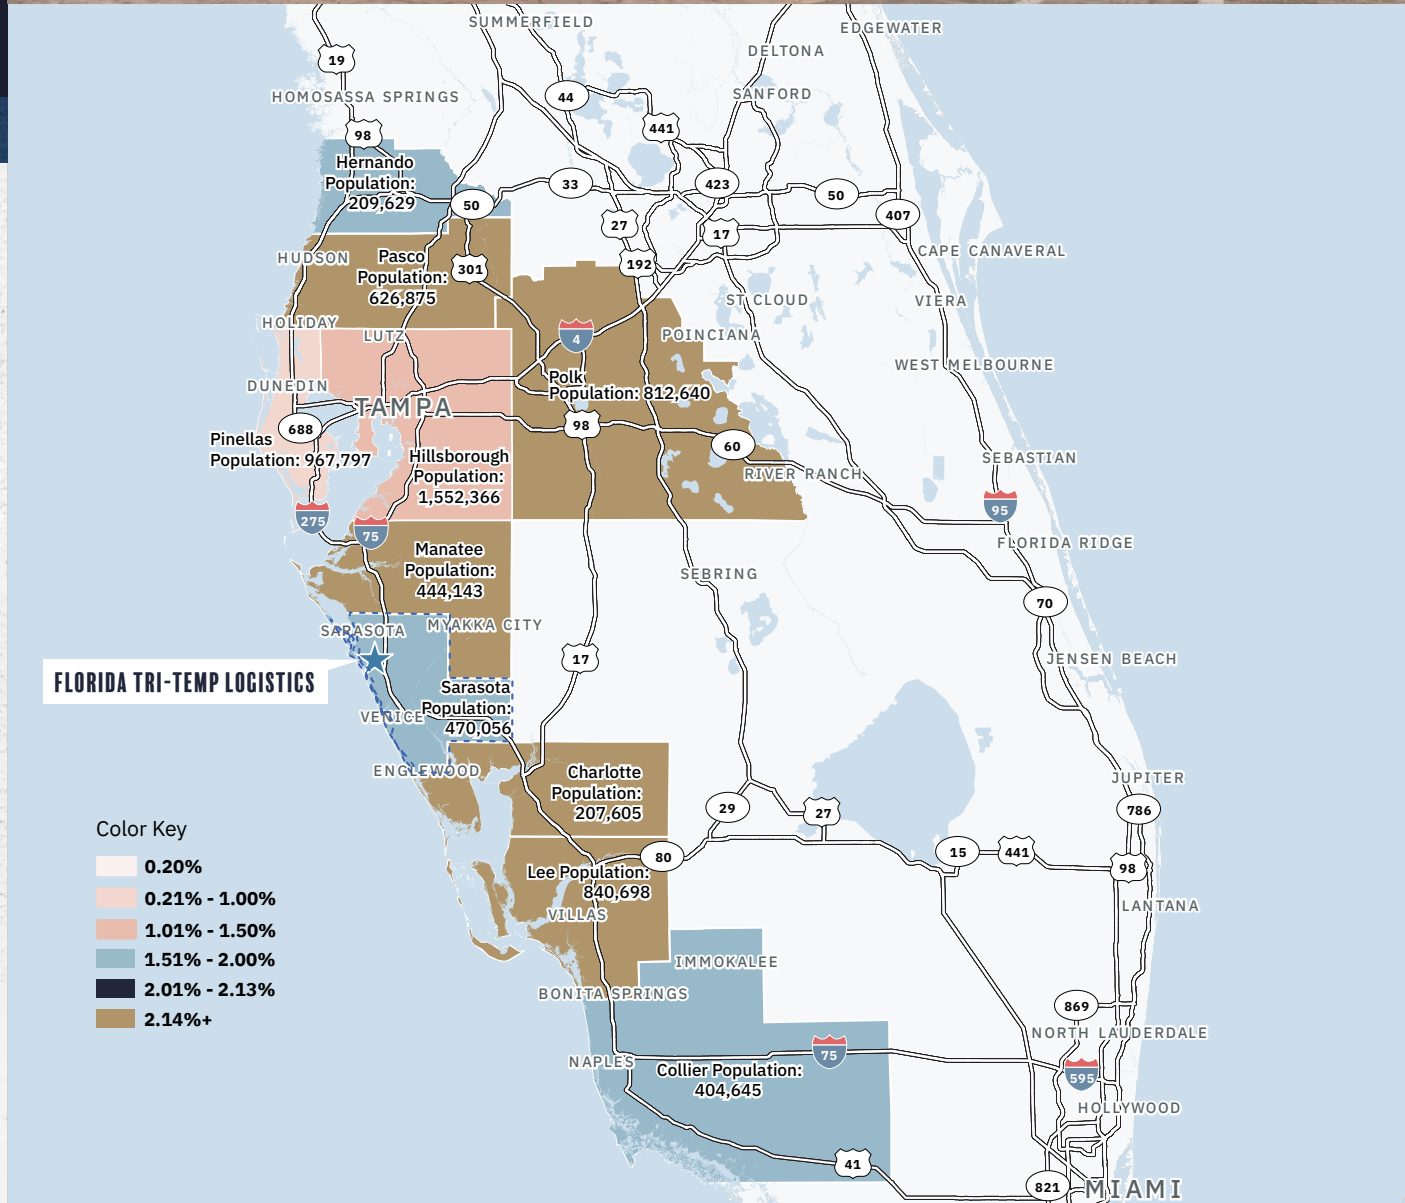 SUMMERFIELD
EDGEWATER
DELTONA
19
HOMOSASSA SPRINGS
44
SANFORD
441
98
Hernando
Population:
209,629
33
423
50
50
407
27
17
HUDSON
Pasco
Population:
626,875
301
192
CAPE CANAVERAL
ST CLOUD
VIERA
HOLIDAY
LUTZ
4
POINCIANA
WEST MELBOURNE
DUNEDIN
Polk
Population: 812,640
TAMPA
688
98
Pinellas
Population: 967,797
60
Hillsborough
Population:
1,552,366
RIVER RANCH
SEBASTIAN
275
75
95
FLORIDA RIDGE
Manatee
Population:
444,143
SEBRING
70
SARASOTA
MYAKKA CITY
17
JENSEN BEACH
FLORIDA TRI-TEMP LOGISTICS
Sarasota
Population:
470,056
VENICE
ENGLEWOOD
Charlotte
Population:
207,605
JUPITER
29
27
786
Color Key
0.20%
0.21% - 1.00%
1.01% - 1.50%
1.51% - 2.00%
2.01% - 2.13%
2.14%+
80
15
441
98
Lee Population:
840,698
VILLAS
LANTANA
IMMOKALEE
BONITA SPRINGS
869
NORTH LAUDERDALE
NAPLES
75
Collier Population:
404,645
595
HOLLYWOOD
41
821
MIAMI